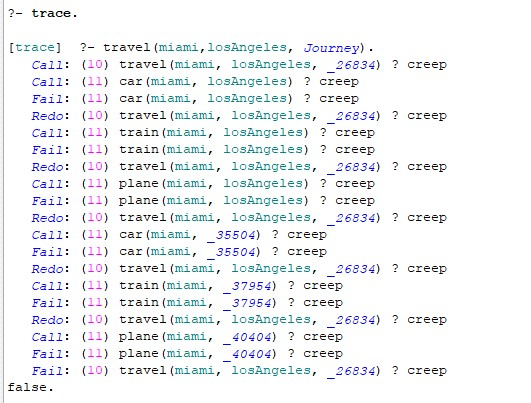 ?- trace.
[trace]  ?- travel(miami,losAngeles, Journey).
   Call: (10) travel(miami, losAngeles, _26834) ? creep
   Call: (11) car(miami, losAngeles) ? creep
   Fail: (11) car(miami, losAngeles) ? creep
   Redo: (10) travel(miami, losAngeles, _26834) ? creep
   Call: (11) train(miami, losAngeles) ? creep
   Fail: (11) train(miami, losAngeles) ? creep
   Redo: (10) travel(miami, losAngeles, _26834) ? creep
   Call: (11) plane(miami, losAngeles) ? creep
   Fail: (11) plane(miami, losAngeles) ? creep
   Redo: (10) travel(miami, losAngeles, _26834) ? creep
   Call: (11) car(miami, _35504) ? creep
   Fail: (11) car(miami, _35504) ? creep
   Redo: (10) travel(miami, losAngeles, _26834) ? creep
   Call: (11) train(miami, _37954) ? creep
   Fail: (11) train(miami, _37954) ? creep
   Redo: (10) travel(miami, losAngeles, _26834) ? creep
   Call: (11) plane(miami, _40404) ? creep
   Fail: (11) plane(miami, _40404) ? creep
   Fail: (10) travel(miami, losAngeles, _26834) ? creep
false.